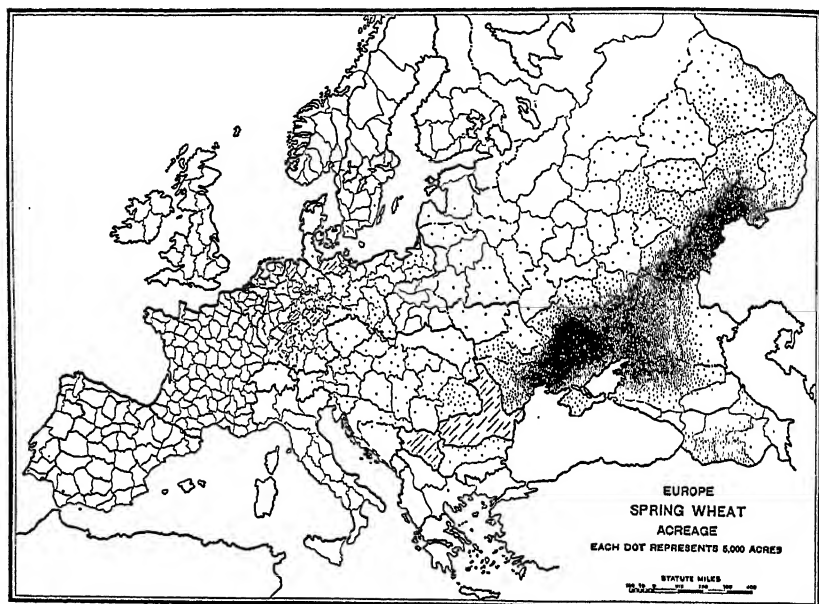 EUROPE
SPRING WHEAT
ACREAGE
EACH DOT REPRESENTS 5,000 ACRES
STATUTE MILES